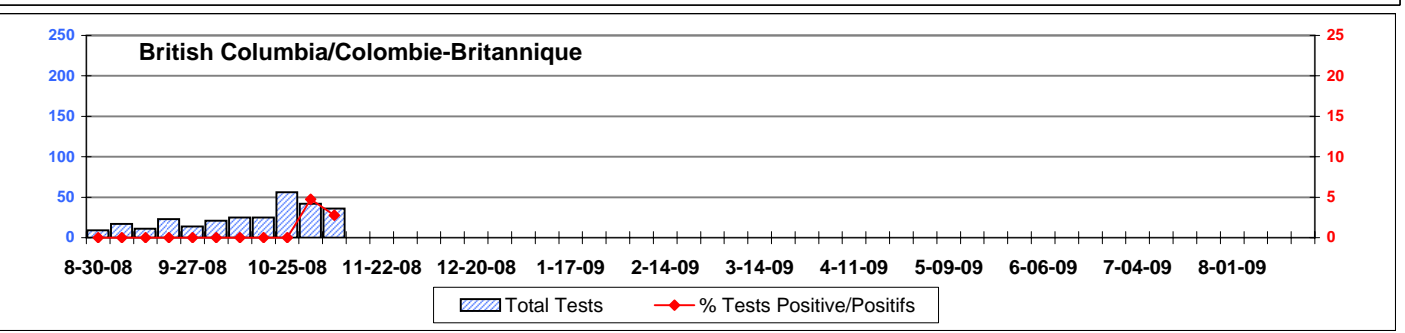 British Columbia/Colombie-Britannique
250 25
200 20
150 15
100 10
50 5
0 0
8-30-08 9-27-08 10-25-08 11-22-08 12-20-08 1-17-09 2-14-09 3-14-09 4-11-09 5-09-09 6-06-09 7-04-09 8-01-09
Total Tests % Tests Positive/Positifs